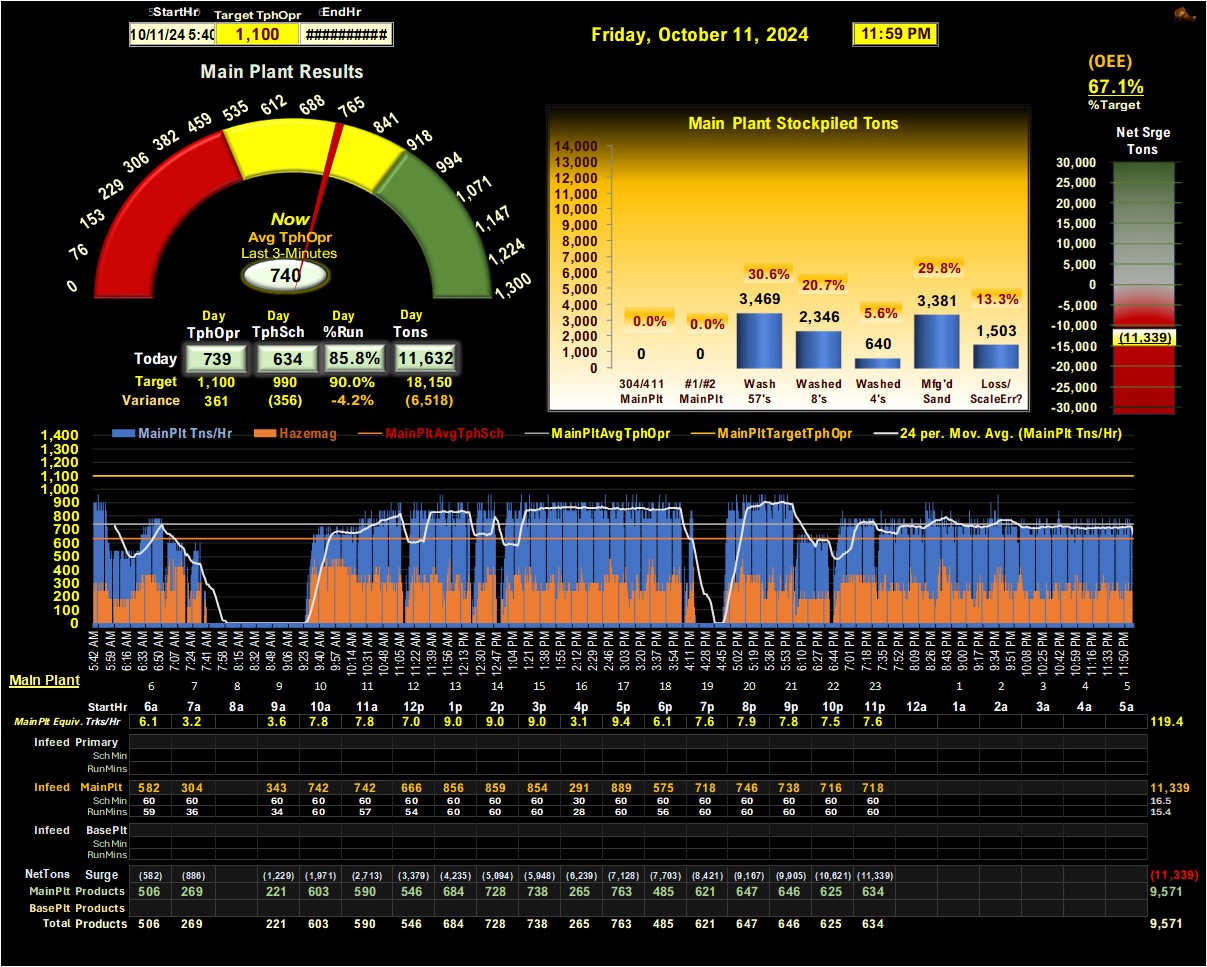 StartHr Target TphOpr EndHr
10/11/24 5:40 1,100 ##########
Friday, October 11, 2024 11:59 PM
(OEE)
67.1%
%Target
Main Plant Results
0 76 153 229 306 382 459 535 612 688 765 841 918 994 1,071 1,147 1,224 1,300
Now
Avg TphOpr
Last 3-Minutes
740
Day Day Day Day
TphOpr TphSch %Run Tons
Today 739 634 85.8% 11,632
Target 1,100 990 90.0% 18,150
Variance 361 (356) -4.2% (6,518)
Main Plant Stockpiled Tons
14,000
13,000
12,000
11,000
10,000
9,000
8,000
7,000
6,000
5,000
4,000
3,000
2,000
1,000
0
0.0% 0.0% 30.6% 20.7% 5.6% 29.8% 13.3%
0 0 3,469 2,346 640 3,381 1,503
304/411 #1/#2 Wash Washed Washed Mfg'd Loss/
MainPlt MainPlt 57's 8's 4's Sand ScaleErr?
Net Srge
Tons
30,000
25,000
20,000
15,000
10,000
5,000
0
-5,000
-10,000
(11,339)
-15,000
-20,000
-25,000
-30,000
MainPlt Tns/Hr Hazemag MainPltAvgTphSch MainPltAvgTphOpr MainPltTargetTphOpr 24 per. Mov. Avg. (MainPlt Tns/Hr)
1,400
1,300
1,200
1,100
1,000
900
800
700
600
500
400
300
200
100
0
5:42 AM 5:59 AM 6:16 AM 6:33 AM 6:50 AM 7:07 AM 7:24 AM 7:41 AM 7:58 AM 8:15 AM 8:32 AM 8:49 AM 9:06 AM 9:23 AM 9:40 AM 9:57 AM 10:14 AM 10:31 AM 10:48 AM 11:05 AM 11:22 AM 11:39 AM 11:56 AM 12:13 PM 12:30 PM 12:47 PM 1:04 PM 1:21 PM 1:38 PM 1:55 PM 2:12 PM 2:29 PM 2:46 PM 3:03 PM 3:20 PM 3:37 PM 3:54 PM 4:11 PM 4:28 PM 4:45 PM 5:02 PM 5:19 PM 5:36 PM 5:53 PM 6:10 PM 6:27 PM 6:44 PM 7:01 PM 7:18 PM 7:35 PM 7:52 PM 8:09 PM 8:26 PM 8:43 PM 9:00 PM 9:17 PM 9:34 PM 9:51 PM 10:08 PM 10:25 PM 10:42 PM 10:59 PM 11:16 PM 11:33 PM 11:50 PM
Main Plant 6 7 8 9 10 11 12 13 14 15 16 17 18 19 20 21 22 23 1 2 3 4 5
StartHr 6a 7a 8a 9a 10a 11a 12p 1p 2p 3p 4p 5p 6p 7p 8p 9p 10p 11p 12a 1a 2a 3a 4a 5a
MainPlt Equiv. Trks/Hr 6.1 3.2 3.6 7.8 7.8 7.0 9.0 9.0 9.0 3.1 9.4 6.1 7.6 7.9 7.8 7.5 7.6 119.4
Infeed Primary
Sch Min
RunMins
Infeed MainPlt 582 304 343 742 742 666 856 859 854 291 889 575 718 746 738 716 718 11,339
Sch Min 60 60 60 60 60 60 60 60 60 30 60 60 60 60 60 60 60 16.5
RunMins 59 36 34 60 57 54 60 60 60 28 60 56 60 60 60 60 60 15.4
Infeed BasePlt
Sch Min
RunMins
NetTons Surge (582) (886) (1,229) (1,971) (2,713) (3,379) (4,235) (5,094) (5,948) (6,239) (7,128) (7,703) (8,421) (9,167) (9,905) (10,621) (11,339) (11,339)
MainPlt Products 506 269 221 603 590 546 684 728 738 265 763 485 621 647 646 625 634 9,571
BasePlt Products
Total Products 506 269 221 603 590 546 684 728 738 265 763 485 621 647 646 625 634 9,571